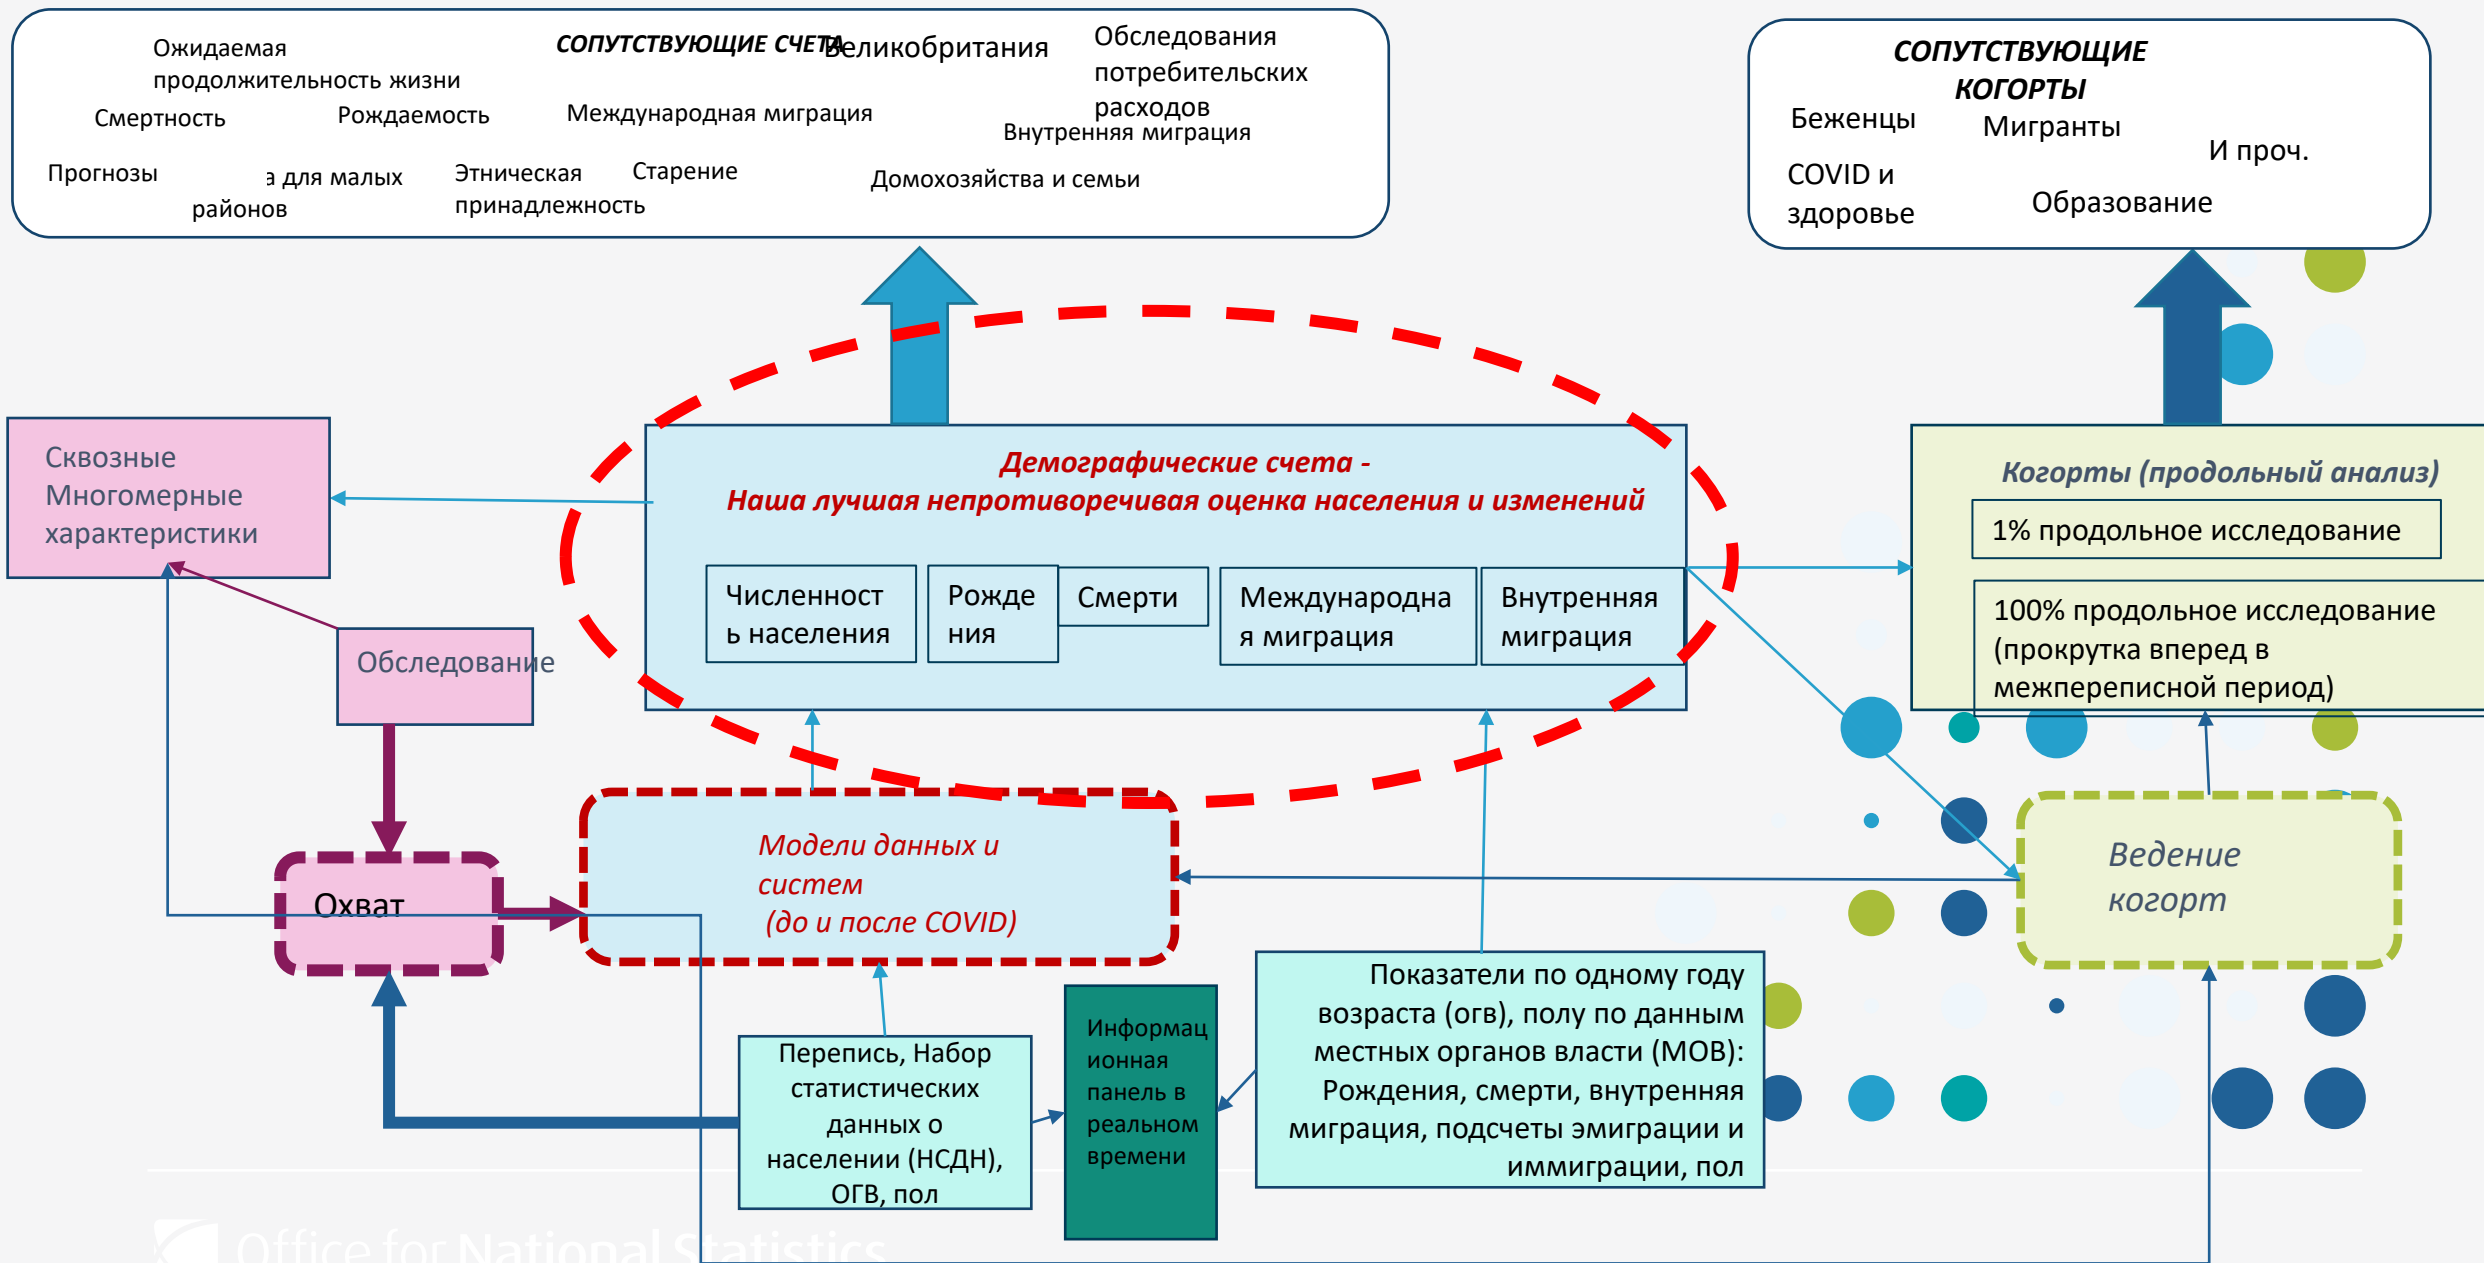 СОПУТСТВУЮЩИЕ СЧЕТА
Великобритания
Ожидаемая
продолжительность жизни
Обследования
потребительских
расходов
Смертность
Рождаемость
Международная миграция
Внутренняя миграция
Прогнозы
а для малых
районов
Этническая
принадлежность
Старение
Домохозяйства и семьи
СОПУТСТВУЮЩИЕ
КОГОРТЫ
Беженцы
Мигранты
И проч.
COVID и
здоровье
Образование
Сквозные
Многомерные
характеристики
Демографические счета -
Наша лучшая непротиворечивая оценка населения и изменений
Численност
ь населения
Рожде
ния
Смерти
Международна
я миграция
Внутренняя
миграция
Когорты (продольный анализ)
1% продольное исследование
100% продольное исследование
(прокрутка вперед в
межпереписной период)
Обследование
Охват
Модели данных и
систем
(до и после COVID)
Ведение
когорт
Перепись, Набор
статистических
данных о
населении (НСДН),
ОГВ, пол
Информац
ионная
панель в
реальном
времени
Показатели по одному году
возраста (огв), полу по данным
местных органов власти (МОВ):
Рождения, смерти, внутренняя
миграция, подсчеты эмиграции и
иммиграции, пол
Office for National Statistics